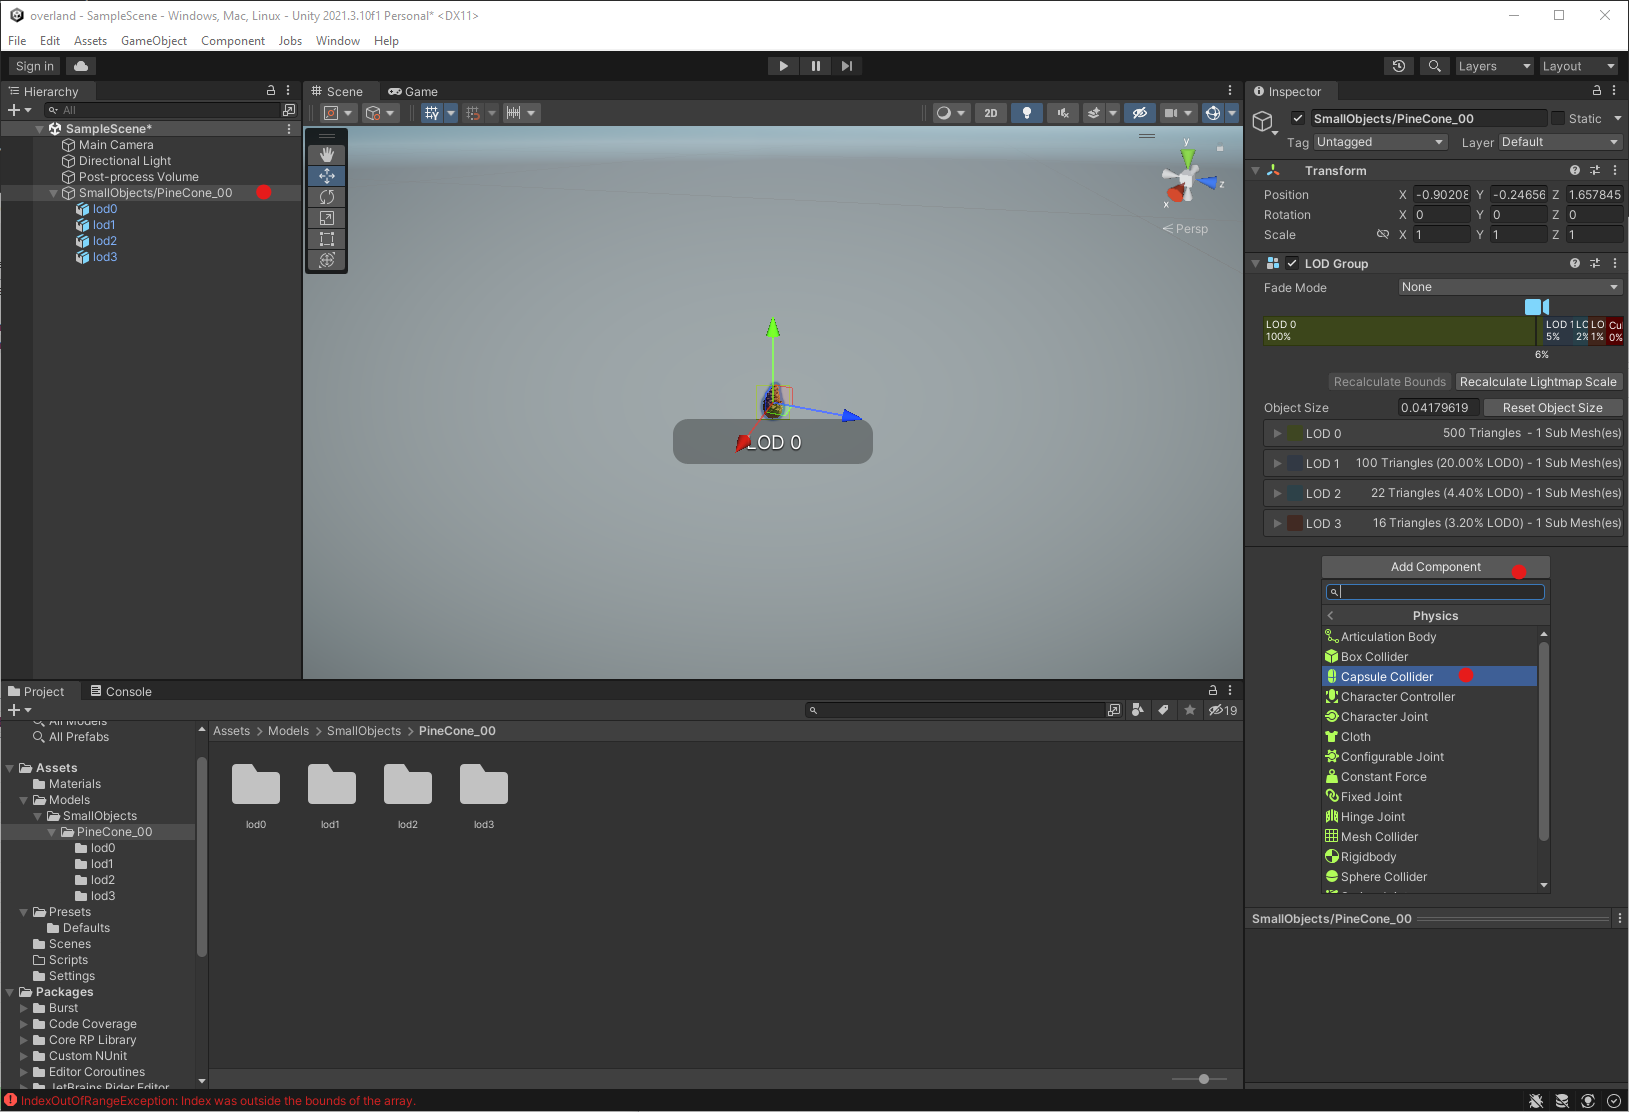 overland - SampleScene - Windows, Mac, Linux - Unity 2021.3.10f1 Personal* <DX11>
File Edit Assets GameObject Component Jobs Window Help
Sign in
Layers Layout
Hierarchy
All
SampleScene*
Main Camera
Directional Light
Post-process Volume
SmallObjects/PineCone_00
lod0
lod1
lod2
lod3
Scene Game
2D
y
z
x
Persp
LOD 0
Inspector
SmallObjects/PineCone_00 Static
Tag Untagged Layer Default
Transform
Position X -0.90208 Y -0.24656 Z 1.657845
Rotation X 0 Y 0 Z 0
Scale X 1 Y 1 Z 1
LOD Group
Fade Mode None
LOD 0 LOD 1 LO LO Cu
100% 5% 2% 1% 0%
6%
Recalculate Bounds Recalculate Lightmap Scale
Object Size 0.04179619 Reset Object Size
LOD 0 500 Triangles - 1 Sub Mesh(es)
LOD 1 100 Triangles (20.00% LOD0) - 1 Sub Mesh(es)
LOD 2 22 Triangles (4.40% LOD0) - 1 Sub Mesh(es)
LOD 3 16 Triangles (3.20% LOD0) - 1 Sub Mesh(es)
Add Component
Physics
Articulation Body
Box Collider
Capsule Collider
Character Controller
Character Joint
Cloth
Configurable Joint
Constant Force
Fixed Joint
Hinge Joint
Mesh Collider
Rigidbody
Sphere Collider
SmallObjects/PineCone_00
Project Console
19
All Models
All Prefabs
Assets
Materials
Models
SmallObjects
PineCone_00
lod0
lod1
lod2
lod3
Presets
Defaults
Scenes
Scripts
Settings
Packages
Burst
Code Coverage
Core RP Library
Custom NUnit
Editor Coroutines
JetBrains Rider Editor
Assets > Models > SmallObjects > PineCone_00
lod0 lod1 lod2 lod3
IndexOutOfRangeException: Index was outside the bounds of the array.